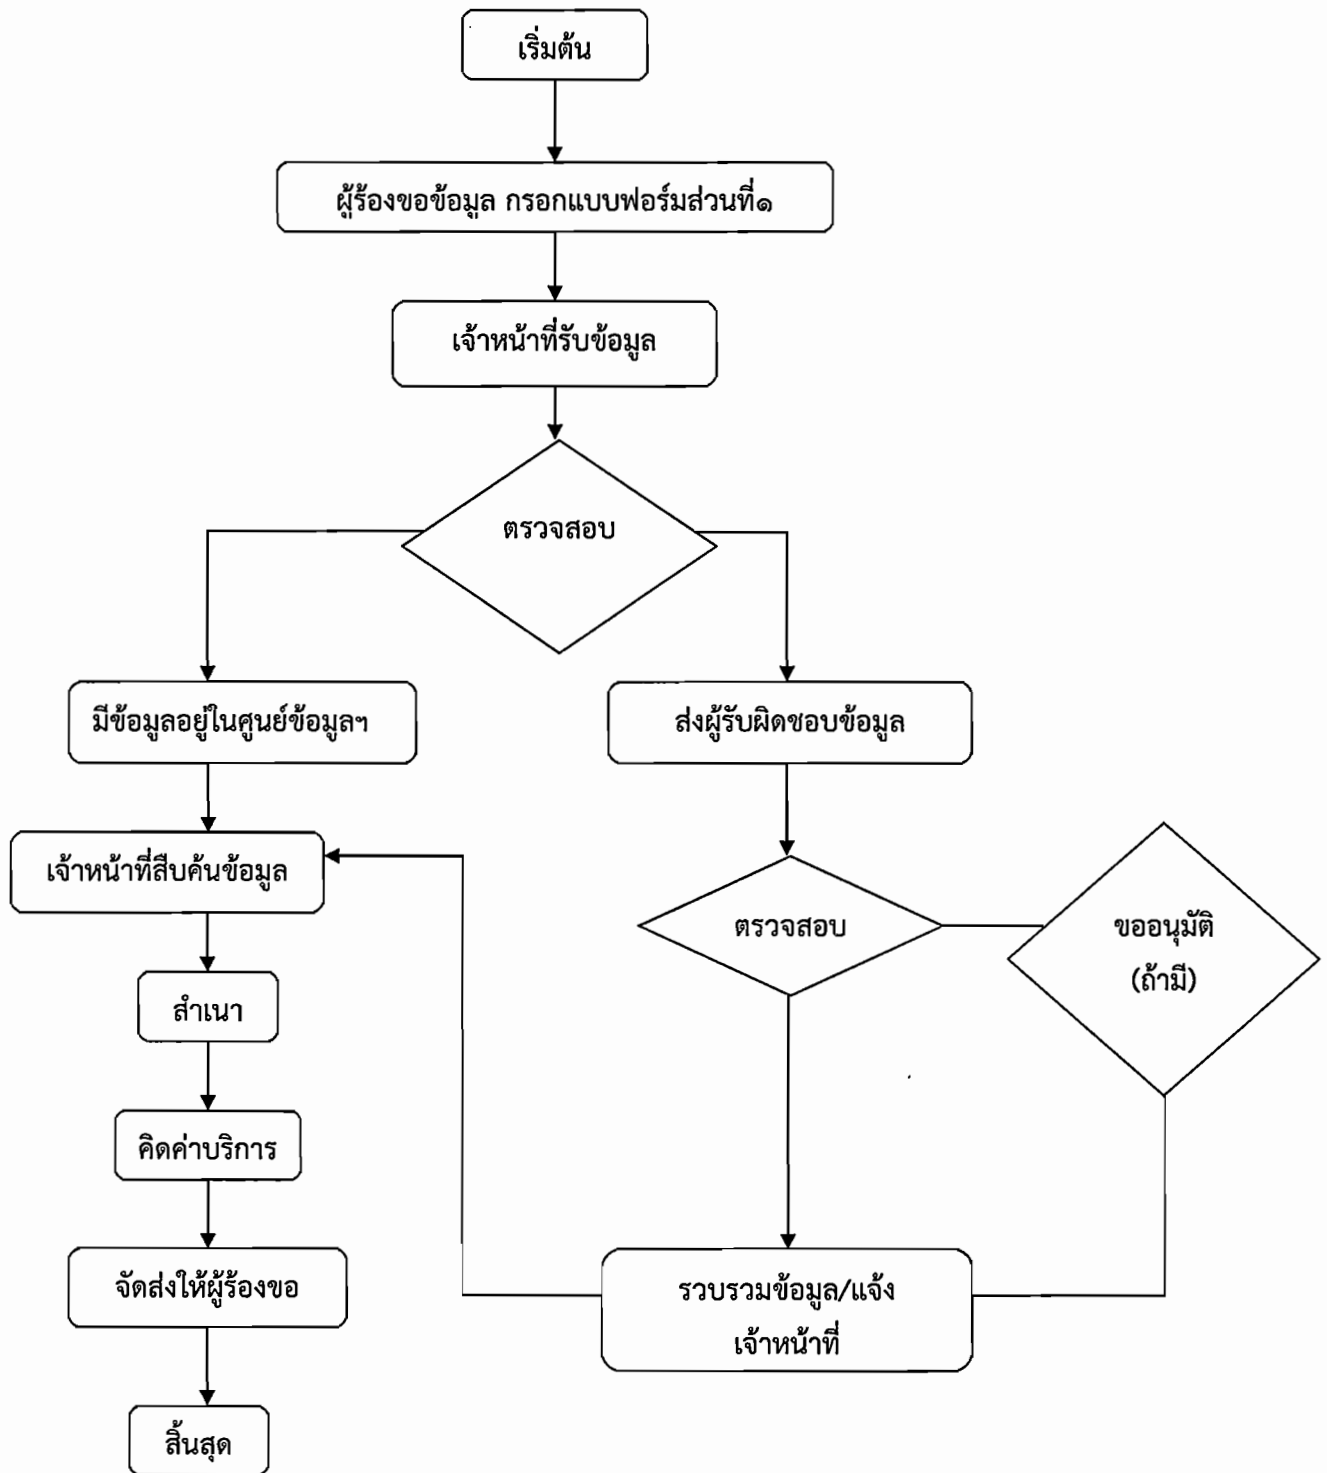 เริ่มต้น
ผู้ร้องขอข้อมูล กรอกแบบฟอร์มส่วนที่๑
เจ้าหน้าที่รับข้อมูล
ตรวจสอบ
มีข้อมูลอยู่ในศูนย์ข้อมูลฯ
ส่งผู้รับผิดชอบข้อมูล
เจ้าหน้าที่สืบค้นข้อมูล
ตรวจสอบ
ขออนุมัติ
(ถ้ามี)
สำเนา
คิดค่าบริการ
จัดส่งให้ผู้ร้องขอ
รวบรวมข้อมูล/แจ้ง
เจ้าหน้าที่
สิ้นสุด